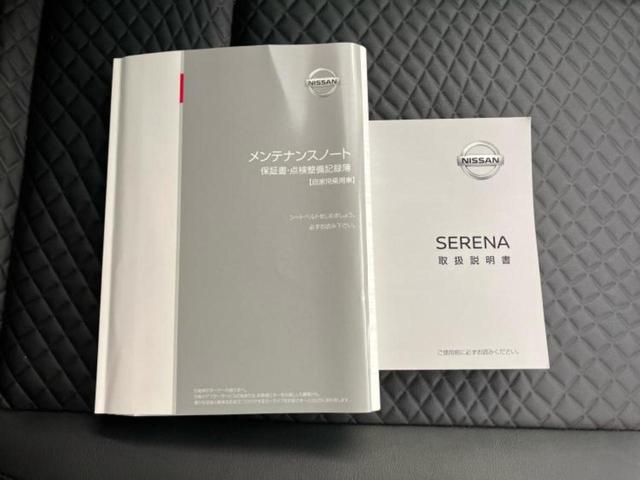 NISSAN
メンテナンスノート
保証書・点検整備記録簿
【自家用乗用車】
シートベルトをしめましょう。
必ずお読み下さい。
NISSAN
SERENA
取扱説明書
ご使用前に必ずお読みください。